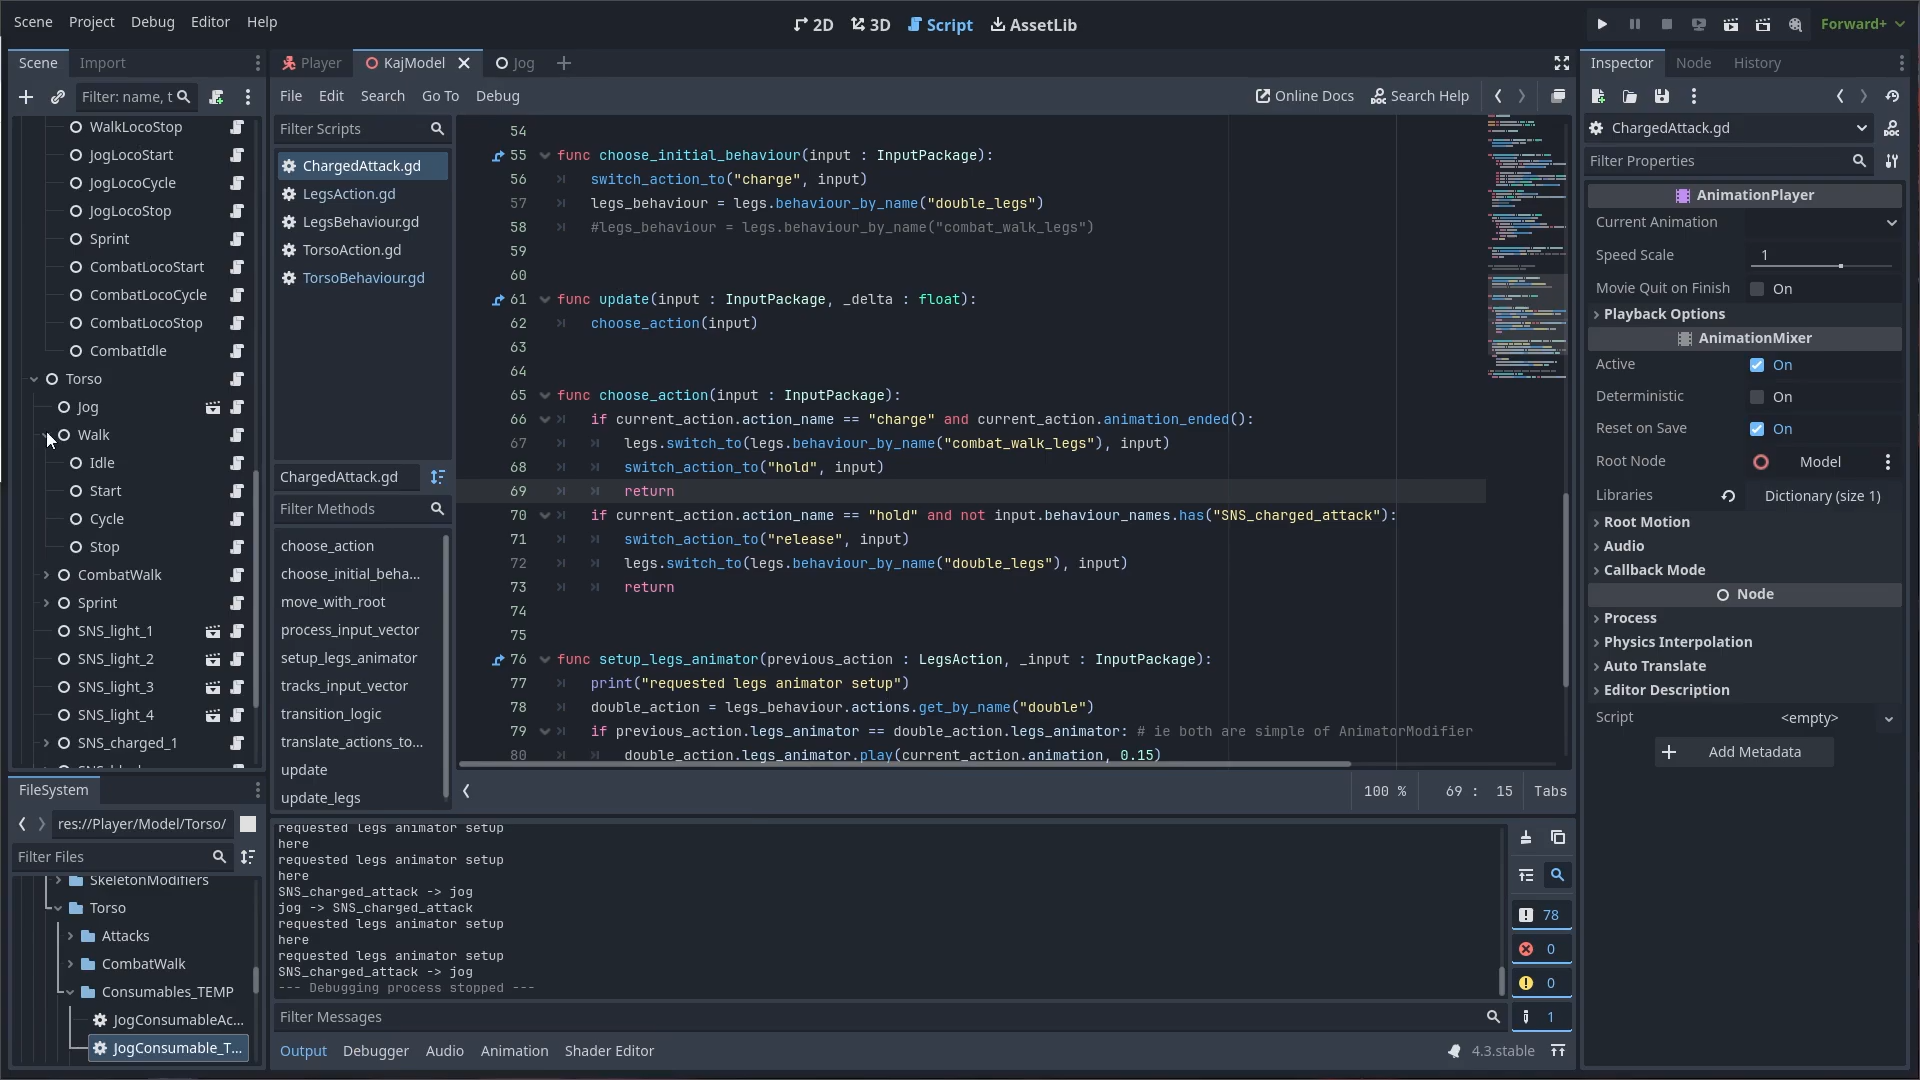 Scene Project Debug Editor Help
2D 3D Script AssetLib
Forward+
Scene Import
Filter: name, t
WalkLocoStop
JogLocoStart
JogLocoCycle
JogLocoStop
Sprint
CombatLocoStart
CombatLocoCycle
CombatLocoStop
CombatIdle
Torso
Jog
Walk
Idle
Start
Cycle
Stop
CombatWalk
Sprint
SNS_light_1
SNS_light_2
SNS_light_3
SNS_light_4
SNS_charged_1
FileSystem
res://Player/Model/Torso/
Filter Files
SkeletonModifiers
Torso
Attacks
CombatWalk
Consumables_TEMP
JogConsumableAc...
JogConsumable_T...
Player KajModel Jog
File Edit Search Go To Debug
Online Docs Search Help
Filter Scripts
ChargedAttack.gd
LegsAction.gd
LegsBehaviour.gd
TorsoAction.gd
TorsoBehaviour.gd
ChargedAttack.gd
Filter Methods
choose_action
choose_initial_beha...
move_with_root
process_input_vector
setup_legs_animator
tracks_input_vector
transition_logic
translate_actions_to...
update
update_legs
54
55 func choose_initial_behaviour(input : InputPackage):
56 switch_action_to("charge", input)
57 legs_behaviour = legs.behaviour_by_name("double_legs")
58 #legs_behaviour = legs.behaviour_by_name("combat_walk_legs")
59
60
61 func update(input : InputPackage, _delta : float):
62 choose_action(input)
63
64
65 func choose_action(input : InputPackage):
66 if current_action.action_name == "charge" and current_action.animation_ended():
67 legs.switch_to(legs.behaviour_by_name("combat_walk_legs"), input)
68 switch_action_to("hold", input)
69 return
70 if current_action.action_name == "hold" and not input.behaviour_names.has("SNS_charged_attack"):
71 switch_action_to("release", input)
72 legs.switch_to(legs.behaviour_by_name("double_legs"), input)
73 return
74
75
76 func setup_legs_animator(previous_action : LegsAction, _input : InputPackage):
77 print("requested legs animator setup")
78 double_action = legs_behaviour.actions.get_by_name("double")
79 if previous_action.legs_animator == double_action.legs_animator: # ie both are simple of AnimatorModifier
80 double_action.legs_animator.play(current_action.animation, 0.15)
100 % 69 : 15 Tabs
requested legs animator setup
here
requested legs animator setup
here
SNS_charged_attack -> jog
jog -> SNS_charged_attack
requested legs animator setup
here
requested legs animator setup
SNS_charged_attack -> jog
--- Debugging process stopped ---
78
0
0
1
Filter Messages
Output Debugger Audio Animation Shader Editor
4.3.stable
Inspector Node History
ChargedAttack.gd
Filter Properties
AnimationPlayer
Current Animation
Speed Scale 1
Movie Quit on Finish On
Playback Options
AnimationMixer
Active On
Deterministic On
Reset on Save On
Root Node Model
Libraries Dictionary (size 1)
Root Motion
Audio
Callback Mode
Node
Process
Physics Interpolation
Auto Translate
Editor Description
Script <empty>
Add Metadata